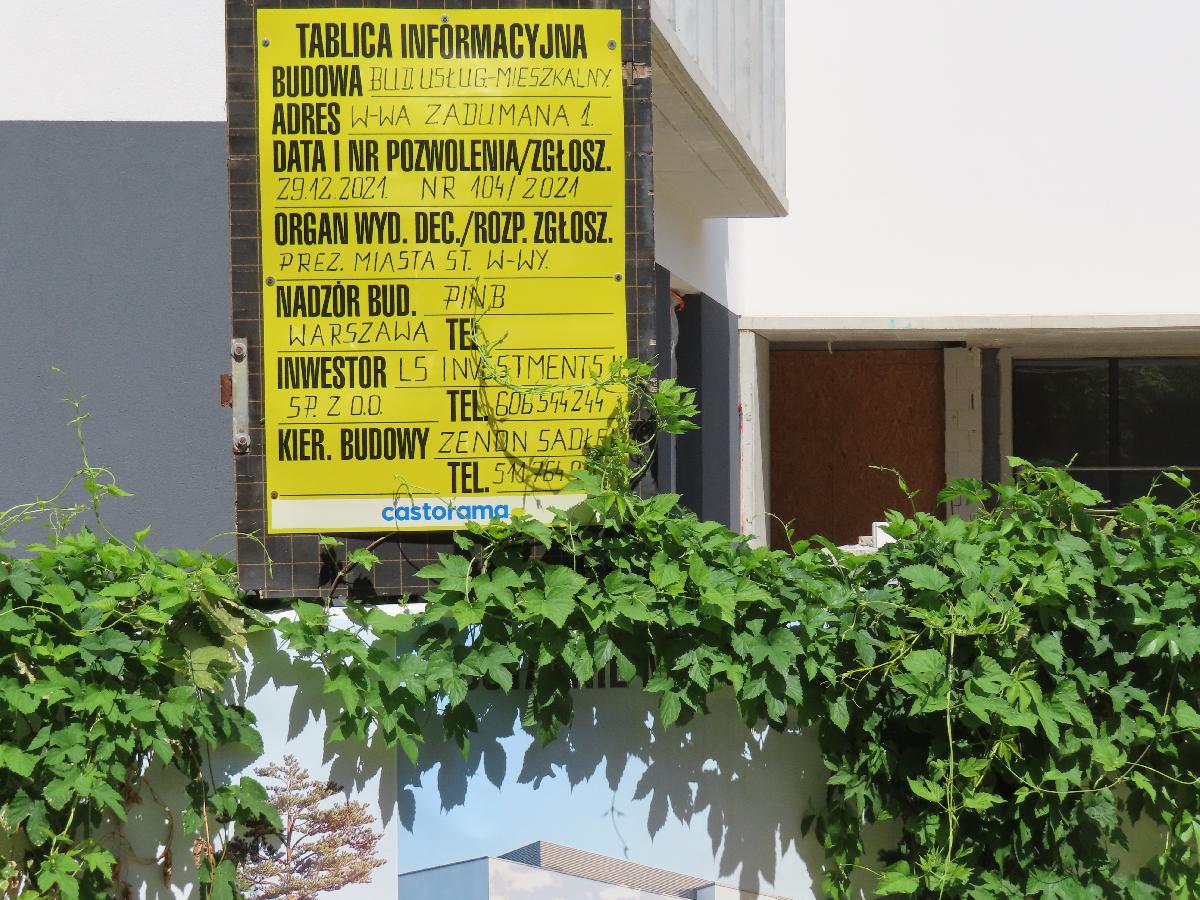 TABLICA INFORMACYJNA
BUDOWA BUD. USŁUG.-MIESZKALNY.
ADRES W-WA ZADUMANA 1.
DATA I NR POZWOLENIA/ZGŁOSZ.
29.12.2021. NR 104/2021
ORGAN WYD. DEC./ROZP. ZGŁOSZ.
PREZ. MIASTA ST. W-WY.
NADZÓR BUD. PINB
WARSZAWA TEL
INWESTOR LS INVESTMENTS
SP. Z O.O. TEL. 606544244
KIER. BUDOWY ZENON
TEL.
castorama